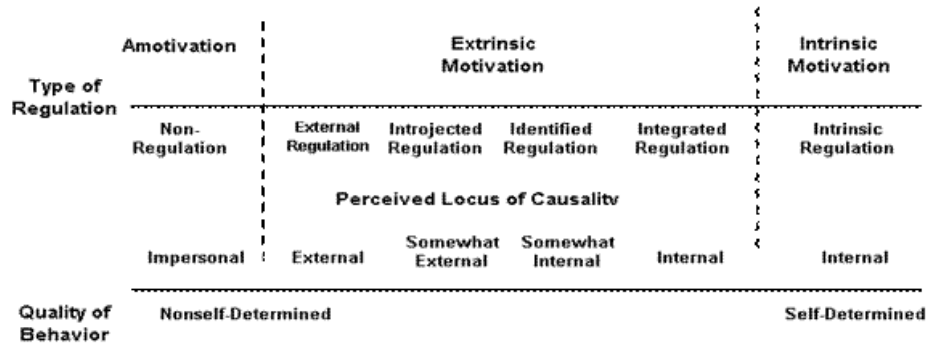 Amotivation Extrinsic Motivation Intrinsic Motivation
Type of Regulation
Non-Regulation External Regulation Introjected Regulation Identified Regulation Integrated Regulation Intrinsic Regulation
Perceived Locus of Causality
Impersonal External Somewhat External Somewhat Internal Internal Internal
Quality of Behavior Nonself-Determined Self-Determined